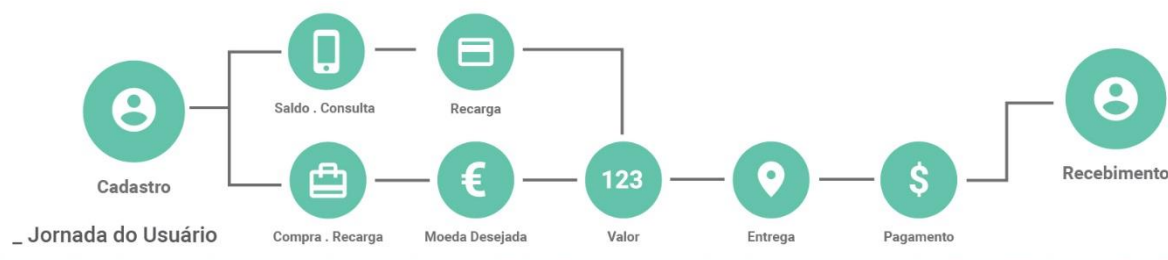 Saldo . Consulta
Recarga
Cadastro
Recebimento
_ Jornada do Usuário
Compra . Recarga
€
Moeda Desejada
123
Valor
Entrega
$
Pagamento